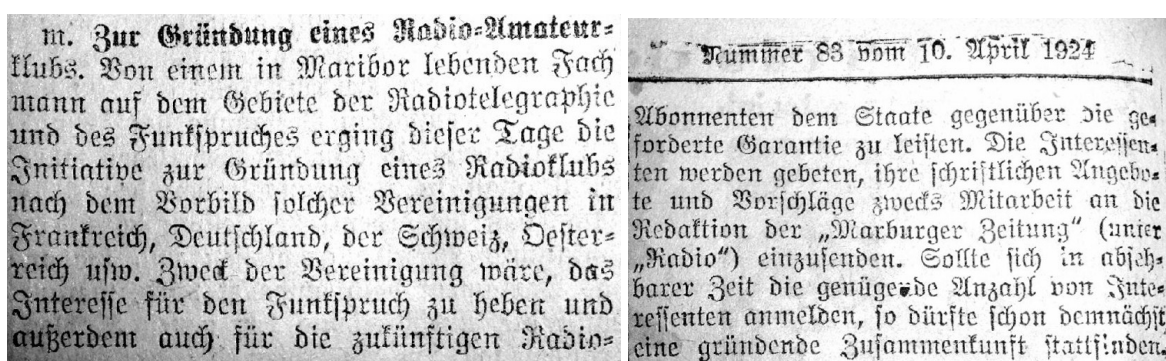 m. Zur Gründung eines Radio-Amateur-
klubs. Von einem in Maribor lebenden Fach
mann auf dem Gebiete der Radiotelegraphie
und des Funkspruches erging dieser Tage die
Initiative zur Gründung eines Radioklubs
nach dem Vorbild solcher Vereinigungen in
Frankreich, Deutschland, der Schweiz, Oester-
reich usw. Zweck der Vereinigung wäre, das
Interesse für den Funkspruch zu heben und
außerdem auch für die zukünftigen Radio-
Nummer 83 vom 10. April 1924
Abonnenten dem Staate gegenüber die ge-
forderte Garantie zu leisten. Die Interessen-
ten werden gebeten, ihre schriftlichen Angebo-
te und Vorschläge zwecks Mitarbeit an die
Redaktion der „Marburger Zeitung“ (unter
„Radio“) einzusenden. Sollte sich in abseh-
barer Zeit die genügende Anzahl von Inte-
ressenten anmelden, so dürfte schon demnächst
eine gründende Zusammenkunft stattfinden.